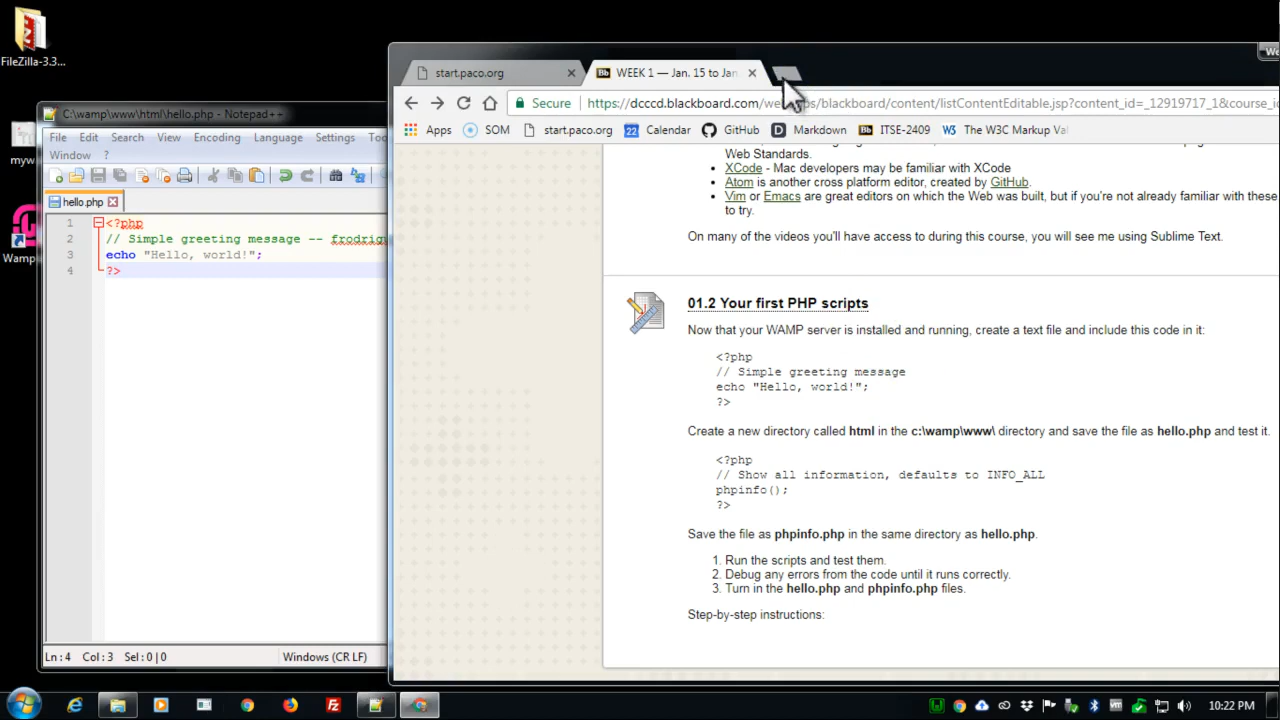 FileZilla-3.3...
C:\wamp\www\html\hello.php - Notepad++
File Edit Search View Encoding Language Settings
Window ?
hello.php
1 <?php
2 // Simple greeting message -- frodrig
3 echo "Hello, world!";
4 ?>
Ln:4 Col:3 Sel:0|0 Windows (CR LF)
start.paco.org
WEEK 1 — Jan. 15 to Jan
Secure https://dcccd.blackboard.com/we ps/blackboard/content/listContentEditable.jsp?content_id=_12919717_1&course_i
Apps SOM start.paco.org 22 Calendar GitHub D Markdown Bb ITSE-2409 W3 The W3C Markup Val
Web Standards.
XCode - Mac developers may be familiar with XCode
Atom is another cross platform editor, created by GitHub.
Vim or Emacs are great editors on which the Web was built, but if you're not already familiar with these
to try.
On many of the videos you'll have access to during this course, you will see me using Sublime Text.
01.2 Your first PHP scripts
Now that your WAMP server is installed and running, create a text file and include this code in it:
<?php
// Simple greeting message
echo "Hello, world!";
?>
Create a new directory called html in the c:\wamp\www\ directory and save the file as hello.php and test it.
<?php
// Show all information, defaults to INFO_ALL
phpinfo();
?>
Save the file as phpinfo.php in the same directory as hello.php.
1. Run the scripts and test them.
2. Debug any errors from the code until it runs correctly.
3. Turn in the hello.php and phpinfo.php files.
Step-by-step instructions:
10:22 PM